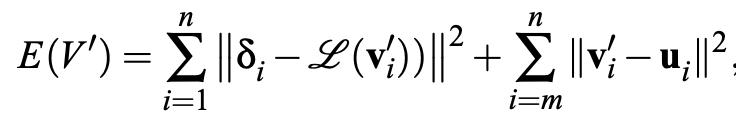 E(V′) = ∑_{i=1}^{n} ‖δ_i − ℒ(v′_i))‖² + ∑_{i=m}^{n} ‖v′_i − u_i‖²,